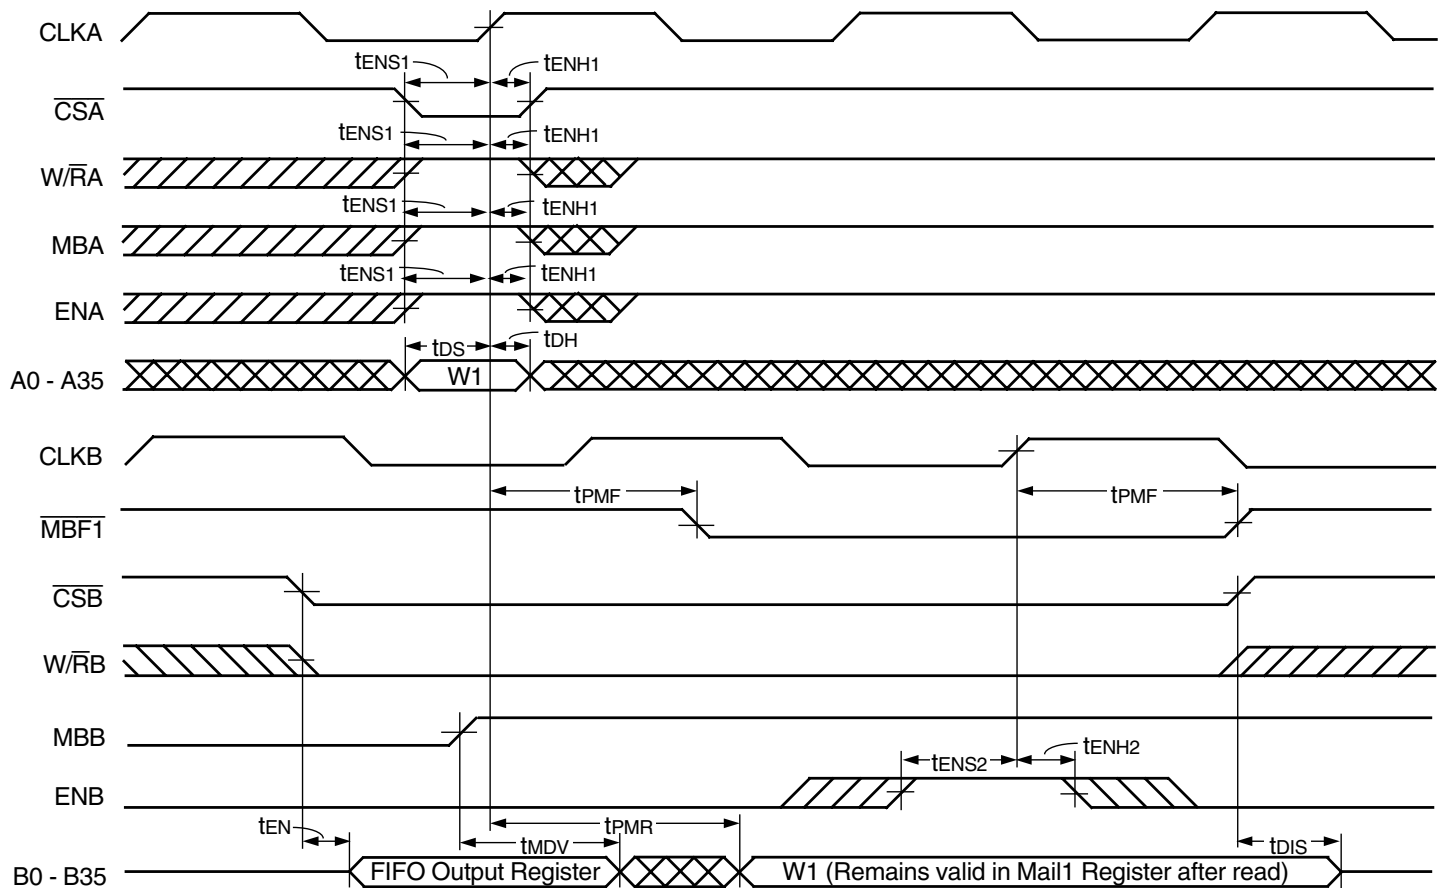 CLKA
tENS1 tENH1
CSA
tENS1 tENH1
W/RA
tENS1 tENH1
MBA
tENS1 tENH1
ENA
tDS tDH
A0 - A35 W1
CLKB
tPMF tPMF
MBF1
CSB
W/RB
MBB
tENS2 tENH2
ENB
tEN tMDV tPMR tDIS
B0 - B35 FIFO Output Register W1 (Remains valid in Mail1 Register after read)